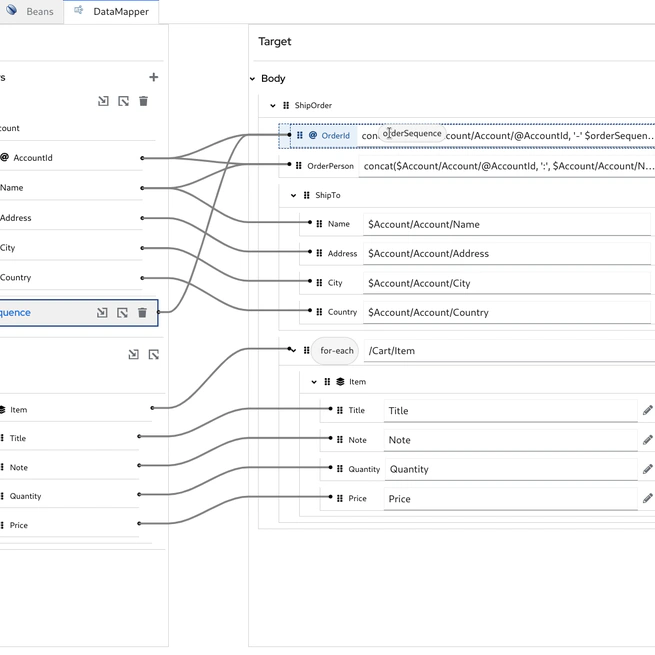 Beans
DataMapper
rs
count
@ AccountId
Name
Address
City
Country
quence
Item
Title
Note
Quantity
Price
Target
Body
ShipOrder
@ OrderId
con
orderSequence
count/Account/@AccountId, '-' $orderSequen...
OrderPerson
concat($Account/Account/@AccountId, ':', $Account/Account/N...
ShipTo
Name
$Account/Account/Name
Address
$Account/Account/Address
City
$Account/Account/City
Country
$Account/Account/Country
for-each
/Cart/Item
Item
Title
Title
Note
Note
Quantity
Quantity
Price
Price